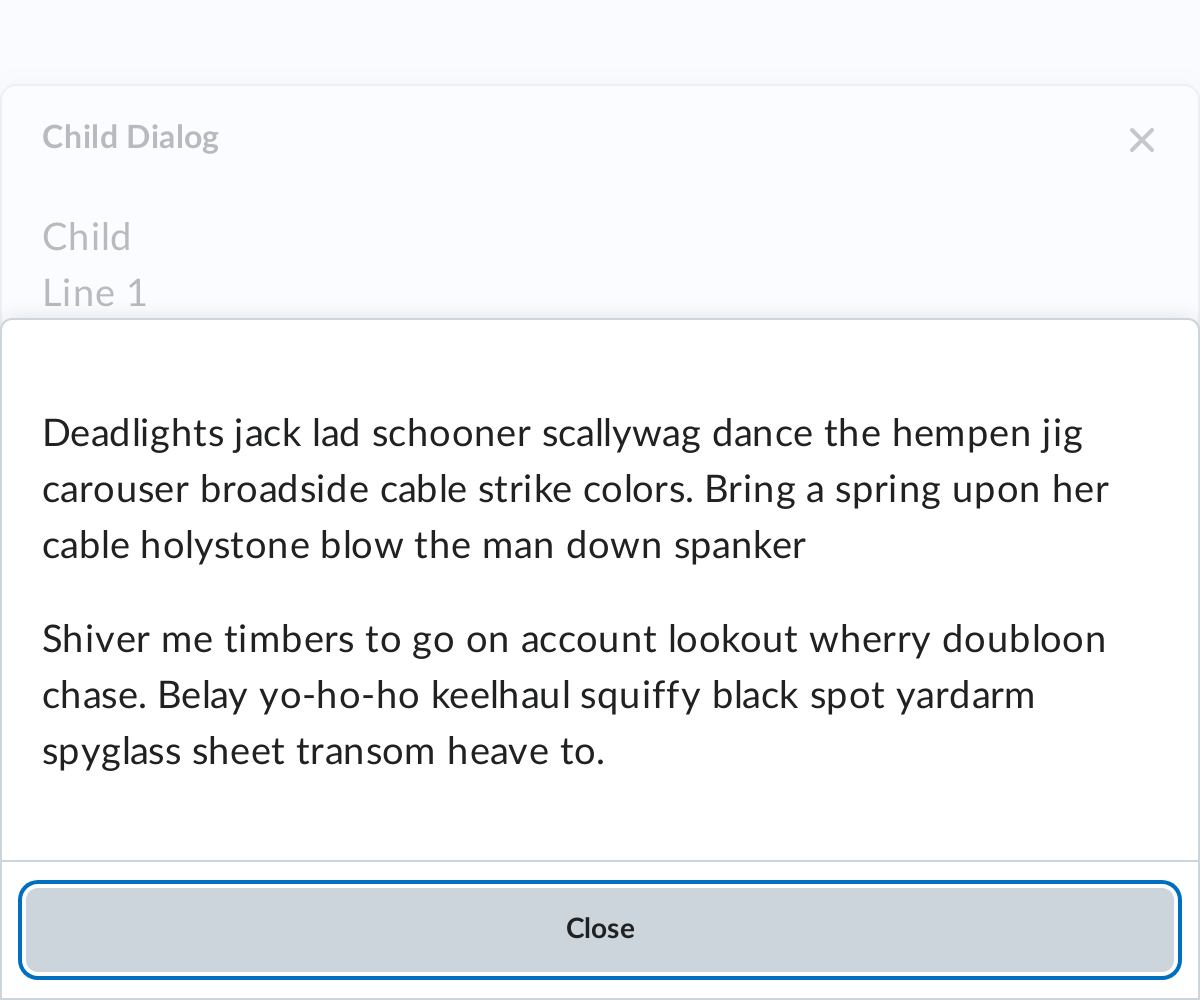 Child Dialog
Child
Line 1
Deadlights jack lad schooner scallywag dance the hempen jig
carouser broadside cable strike colors. Bring a spring upon her
cable holystone blow the man down spanker
Shiver me timbers to go on account lookout wherry doubloon
chase. Belay yo-ho-ho keelhaul squiffy black spot yardarm
spyglass sheet transom heave to.
Close